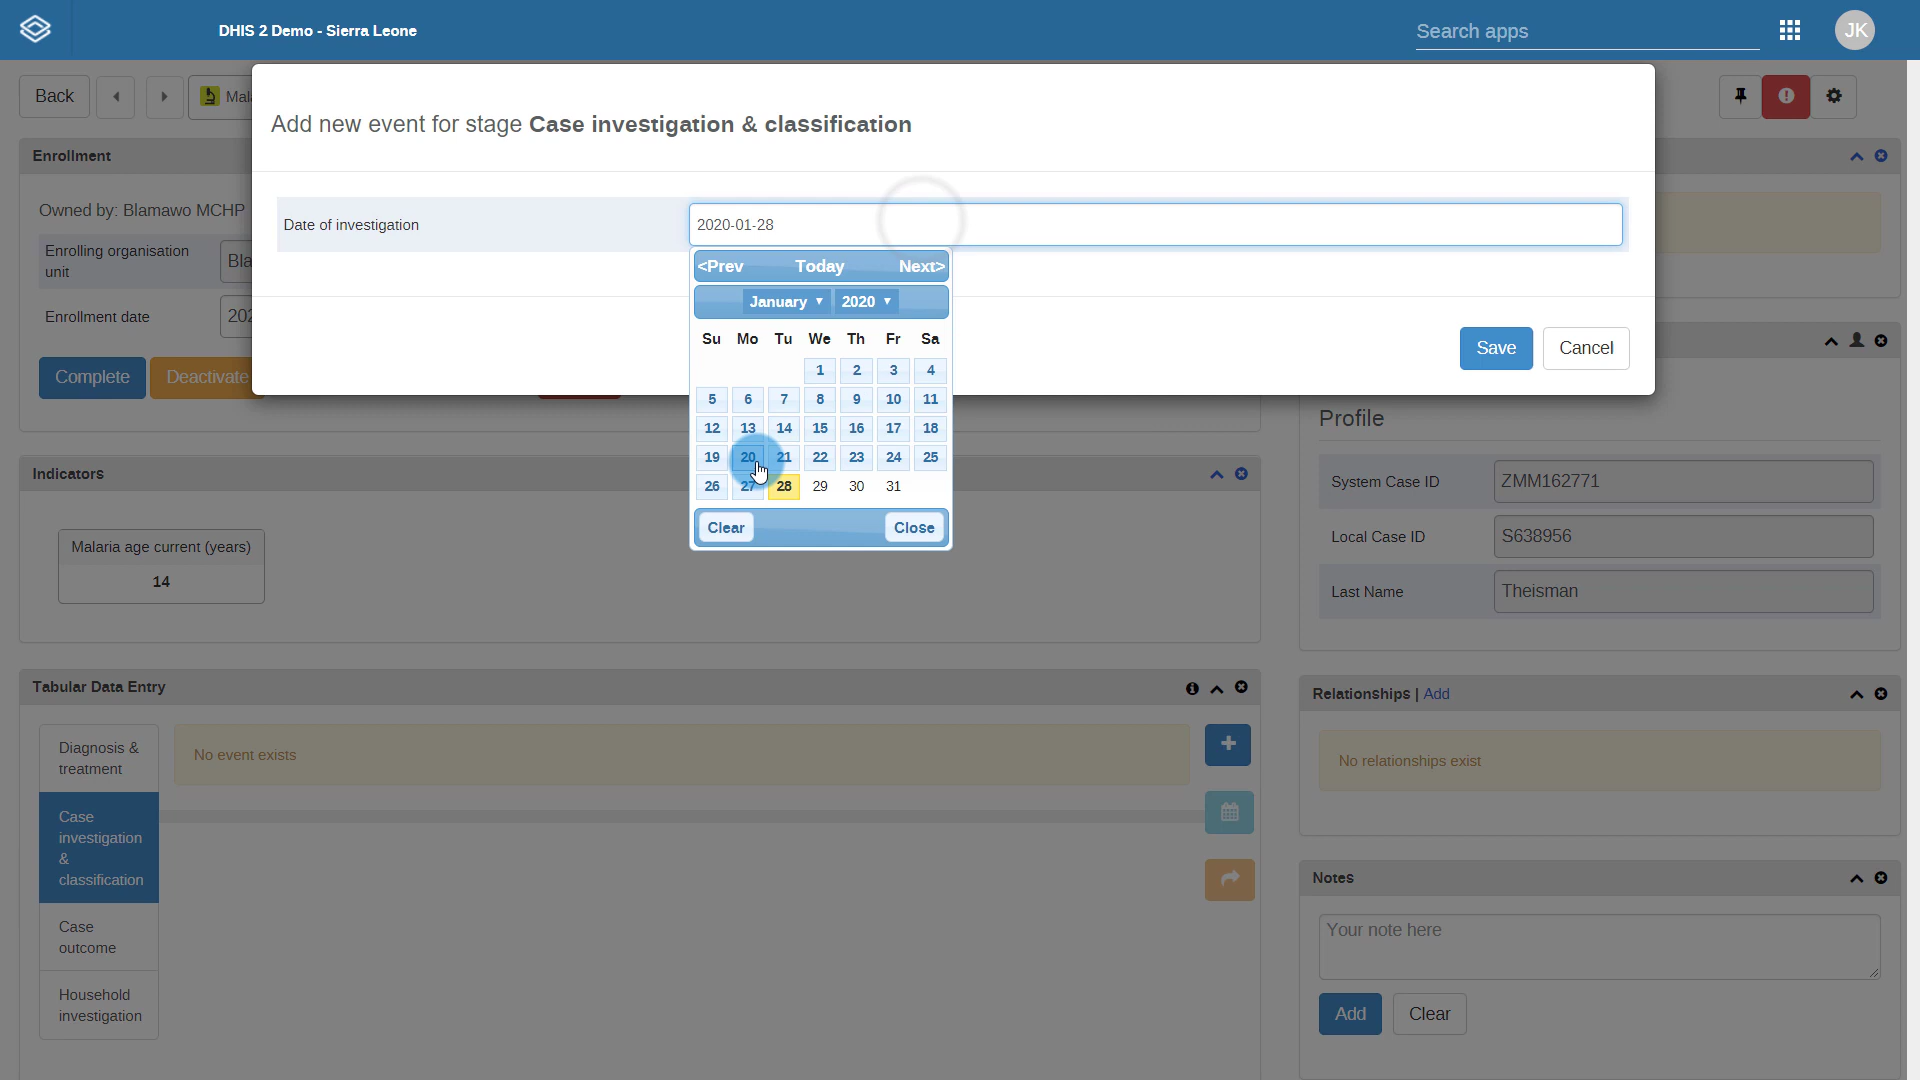 DHIS 2 Demo - Sierra Leone
Search apps
JK
Back
Mal
Add new event for stage Case investigation & classification
Enrollment
Owned by: Blamawo MCHP
Date of investigation
2020-01-28
Enrolling organisation
unit
Bla
<Prev Today Next>
January ▼ 2020 ▼
Enrollment date
202
Su Mo Tu We Th Fr Sa
1 2 3 4
5 6 7 8 9 10 11
12 13 14 15 16 17 18
19 20 21 22 23 24 25
26 27 28 29 30 31
Clear Close
Save Cancel
Complete Deactivate
Profile
System Case ID ZMM162771
Local Case ID S638956
Last Name Theisman
Indicators
Malaria age current (years)
14
Tabular Data Entry
Diagnosis &
treatment
No event exists
Case
investigation
&
classification
Case
outcome
Household
investigation
Relationships | Add
No relationships exist
Notes
Your note here
Add Clear